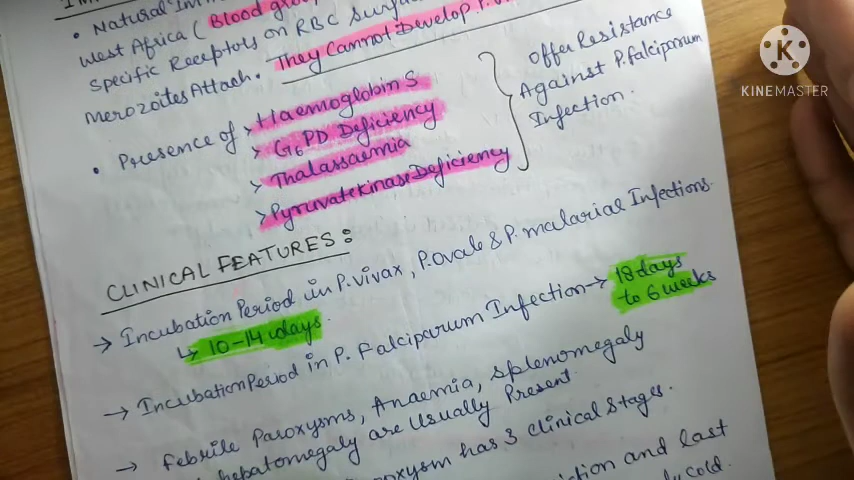 • Natural
West Africa (Blood
Specific Receptors on RBC
Merozoites Attach. They Cannot Develop
• Presence of > Haemoglobin S
> G6PD Deficiency
> Thalassaemia
> Pyruvate Kinase Deficiency
Offer Resistance
Against P.falciparum
Infection.
CLINICAL FEATURES:
→ Incubation Period in P.vivax, P.ovale & P. malariae Infections.
↳ 10-14 days.
→ Incubation Period in P. Falciparum Infection → 18 days
to 6 weeks
→ Febrile Paroxysms, Anaemia, Splenomegaly
hepatomegaly are Usually Present.
has 3 clinical stages.
and last
cold.
KINEMASTER